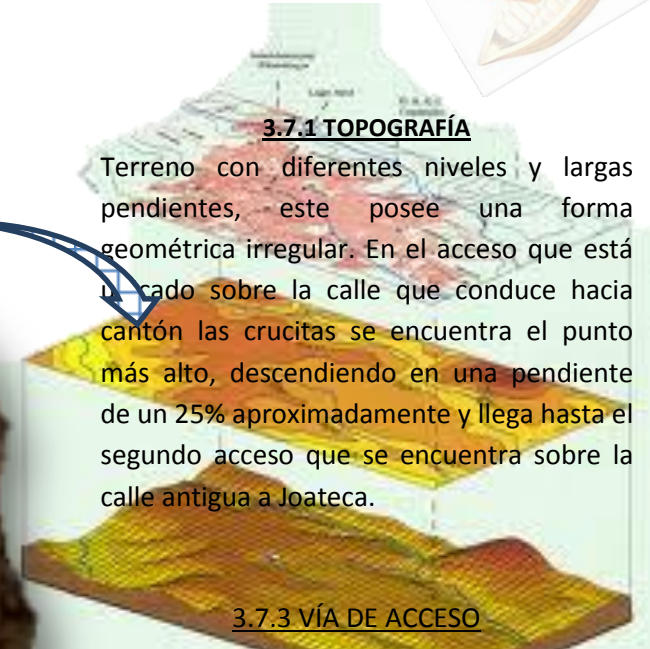 3.7.1 TOPOGRAFÍA
Terreno con diferentes niveles y largas
pendientes, este posee una forma
geométrica irregular. En el acceso que está
sobre la calle que conduce hacia
cantón las crucitas se encuentra el punto
más alto, descendiendo en una pendiente
de un 25% aproximadamente y llega hasta el
segundo acceso que se encuentra sobre la
calle antigua a Joateca.
3.7.3 VÍA DE ACCESO